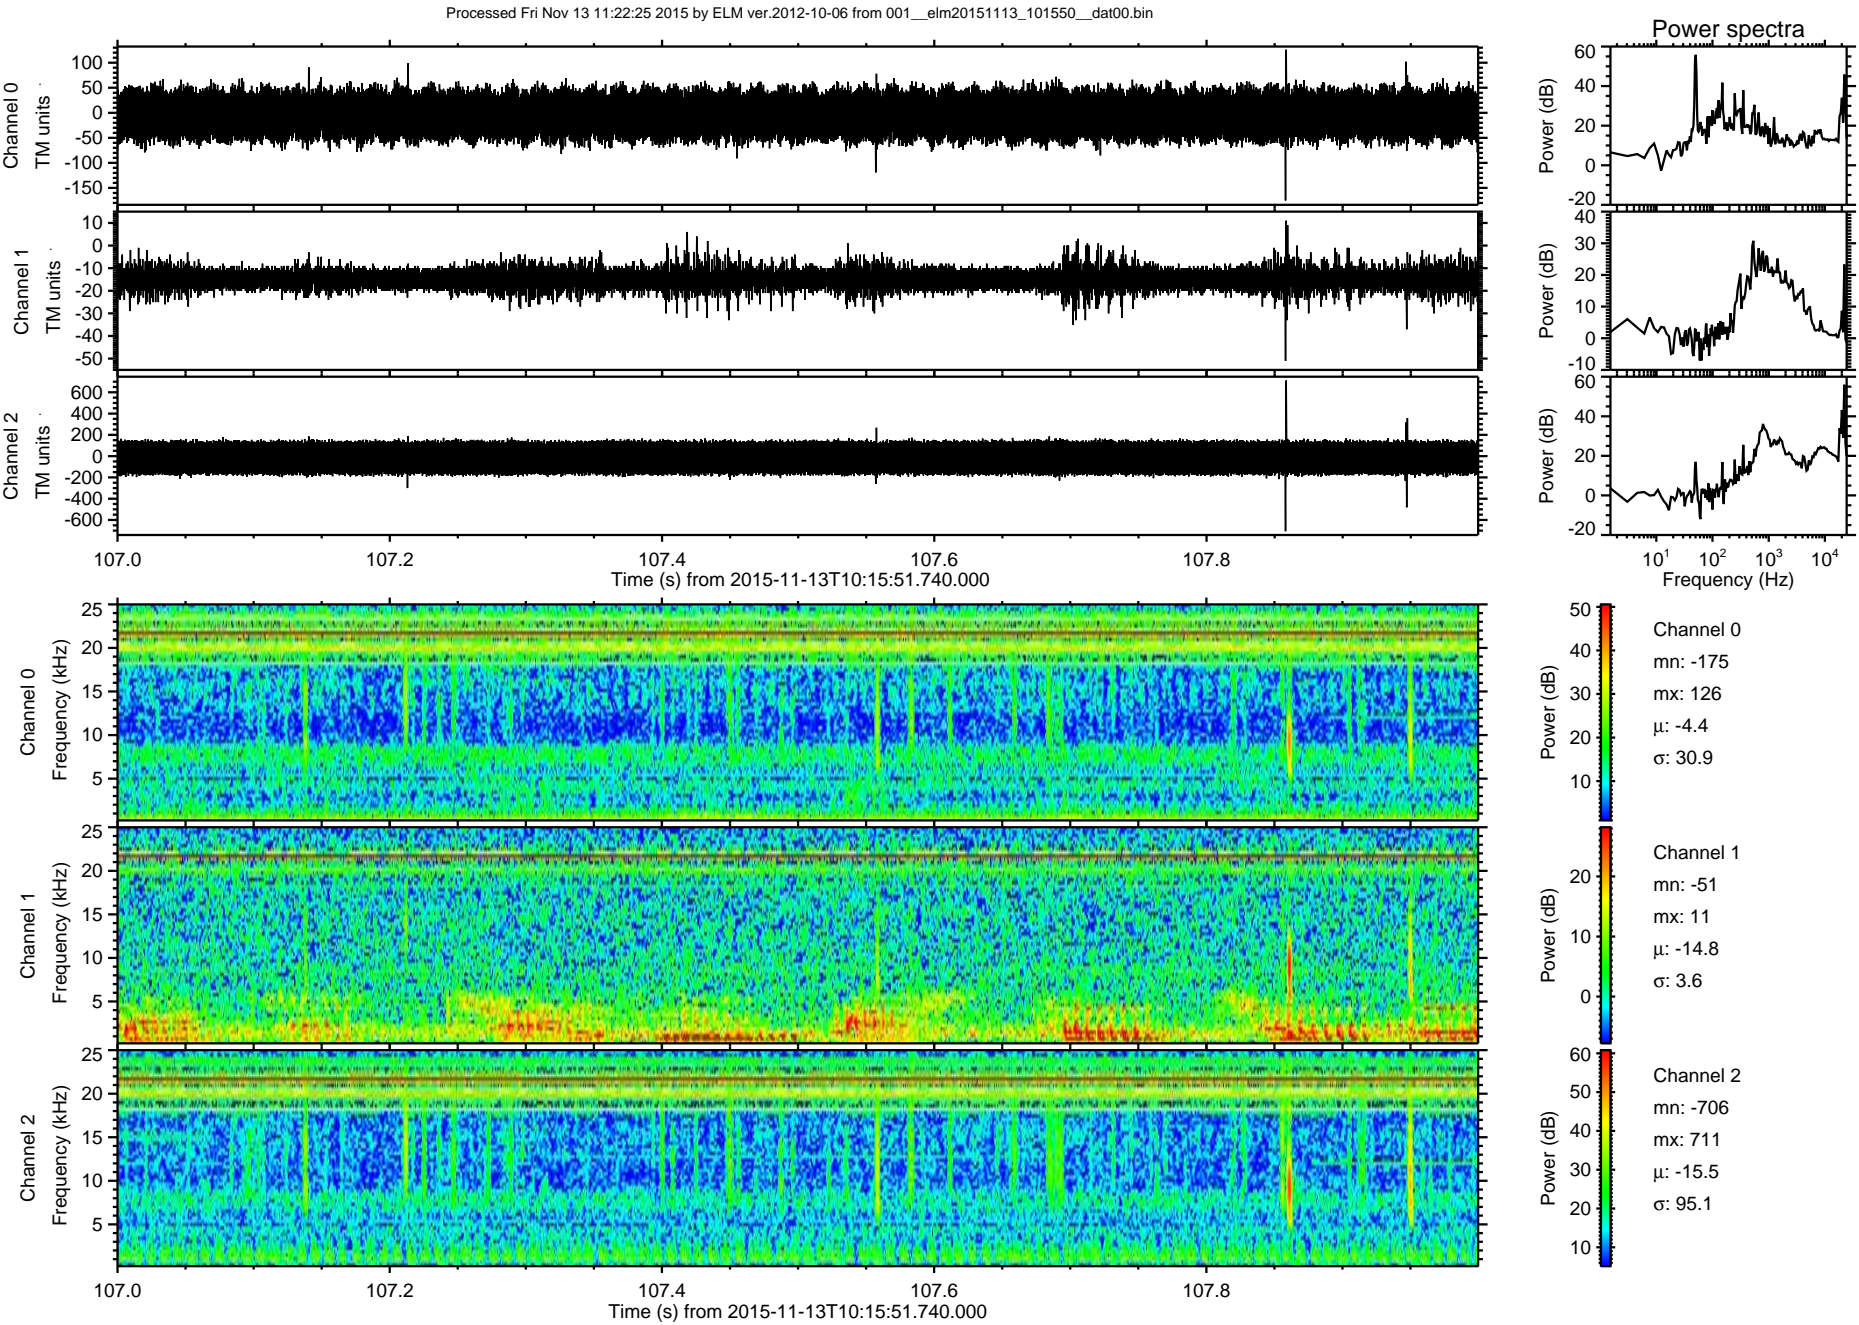 Processed Fri Nov 13 11:22:25 2015 by ELM ver.2012-10-06 from 001__elm20151113_101550__dat00.bin
Power spectra
Channel 0
TM units
100
50
0
-50
-100
-150
Power (dB)
60
40
20
0
-20
Channel 1
TM units
10
0
-10
-20
-30
-40
-50
Power (dB)
40
30
20
10
0
-10
Channel 2
TM units
600
400
200
0
-200
-400
-600
Power (dB)
60
40
20
0
-20
107.0 107.2 107.4 107.6 107.8
Time (s) from 2015-11-13T10:15:51.740.000
10¹ 10² 10³ 10⁴
Frequency (Hz)
Channel 0
Frequency (kHz)
25
20
15
10
5
Power (dB)
50
40
30
20
10
Channel 0
mn: -175
mx: 126
μ: -4.4
σ: 30.9
Channel 1
Frequency (kHz)
25
20
15
10
5
Power (dB)
20
10
0
Channel 1
mn: -51
mx: 11
μ: -14.8
σ: 3.6
Channel 2
Frequency (kHz)
25
20
15
10
5
Power (dB)
60
50
40
30
20
10
Channel 2
mn: -706
mx: 711
μ: -15.5
σ: 95.1
107.0 107.2 107.4 107.6 107.8
Time (s) from 2015-11-13T10:15:51.740.000